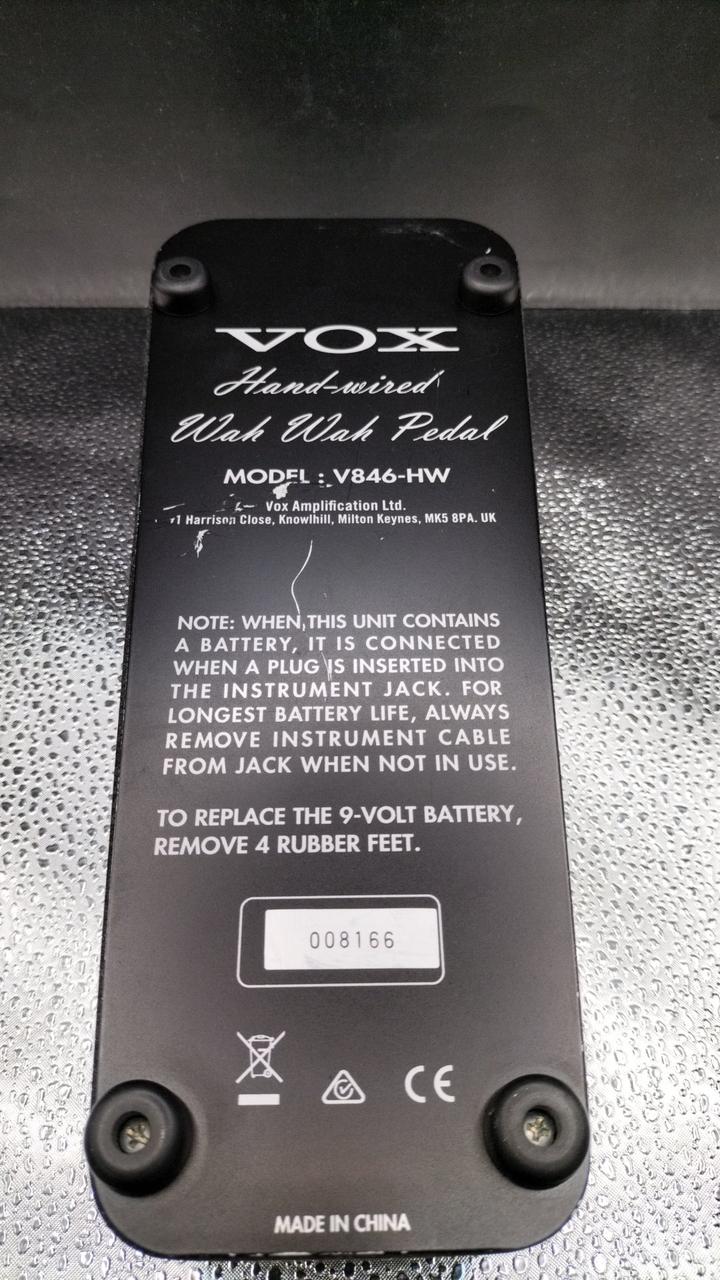 VOX
Hand-wired
Wah Wah Pedal
MODEL : V846-HW
Vox Amplification Ltd.
1 Harrison Close, Knowlhill, Milton Keynes, MK5 8PA. UK
NOTE: WHEN THIS UNIT CONTAINS
A BATTERY, IT IS CONNECTED
WHEN A PLUG IS INSERTED INTO
THE INSTRUMENT JACK. FOR
LONGEST BATTERY LIFE, ALWAYS
REMOVE INSTRUMENT CABLE
FROM JACK WHEN NOT IN USE.
TO REPLACE THE 9-VOLT BATTERY,
REMOVE 4 RUBBER FEET.
008166
CE
MADE IN CHINA